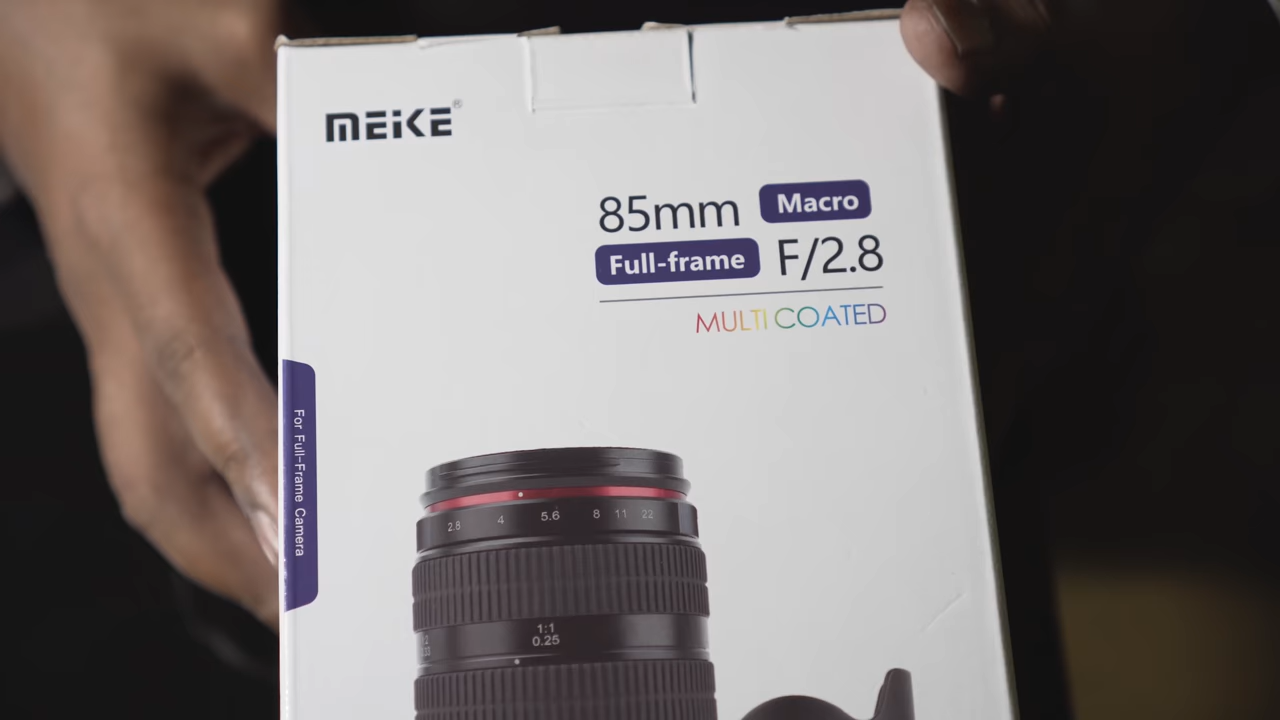 MEIKE®
85mm Macro
Full-frame F/2.8
MULTI COATED
For Full-Frame Camera
2.8 4 5.6 8 11 22
1:1
0.25